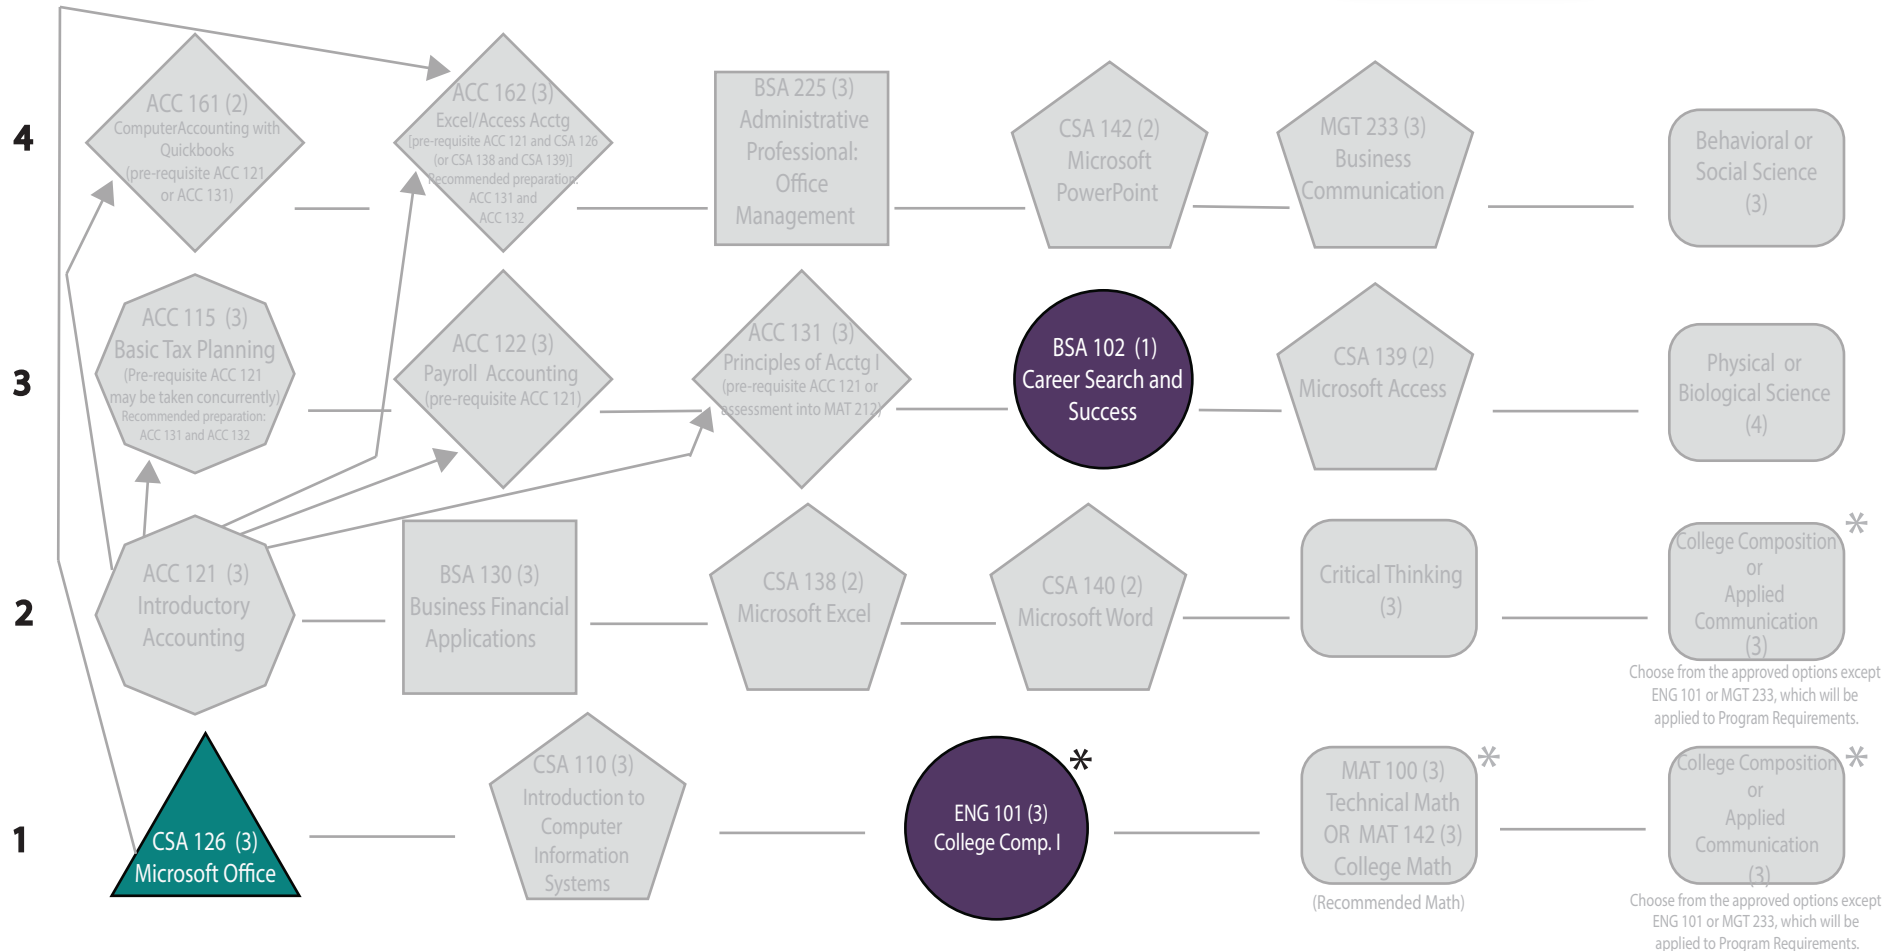 4
ACC 161 (2)
ComputerAccounting with
Quickbooks
(pre-requisite ACC 121
or ACC 131)
ACC 162 (3)
Excel/Access Acctg
[pre-requisite ACC 121 and CSA 126
(or CSA 138 and CSA 139)]
Recommended preparation:
ACC 131 and
ACC 132
BSA 225 (3)
Administrative
Professional:
Office
Management
CSA 142 (2)
Microsoft
PowerPoint
MGT 233 (3)
Business
Communication
Behavioral or
Social Science
(3)
3
ACC 115 (3)
Basic Tax Planning
(Pre-requisite ACC 121
may be taken concurrently)
Recommended preparation:
ACC 131 and ACC 132
ACC 122 (3)
Payroll Accounting
(pre-requisite ACC 121)
ACC 131 (3)
Principles of Acctg I
(pre-requisite ACC 121 or
assessment into MAT 212)
BSA 102 (1)
Career Search and
Success
CSA 139 (2)
Microsoft Access
Physical or
Biological Science
(4)
2
ACC 121 (3)
Introductory
Accounting
BSA 130 (3)
Business Financial
Applications
CSA 138 (2)
Microsoft Excel
CSA 140 (2)
Microsoft Word
Critical Thinking
(3)
*
College Composition
or
Applied
Communication
(3)
Choose from the approved options except
ENG 101 or MGT 233, which will be
applied to Program Requirements.
1
CSA 126 (3)
Microsoft Office
CSA 110 (3)
Introduction to
Computer
Information
Systems
*
ENG 101 (3)
College Comp. I
*
MAT 100 (3)
Technical Math
OR MAT 142 (3)
College Math
(Recommended Math)
*
College Composition
or
Applied
Communication
(3)
Choose from the approved options except
ENG 101 or MGT 233, which will be
applied to Program Requirements.